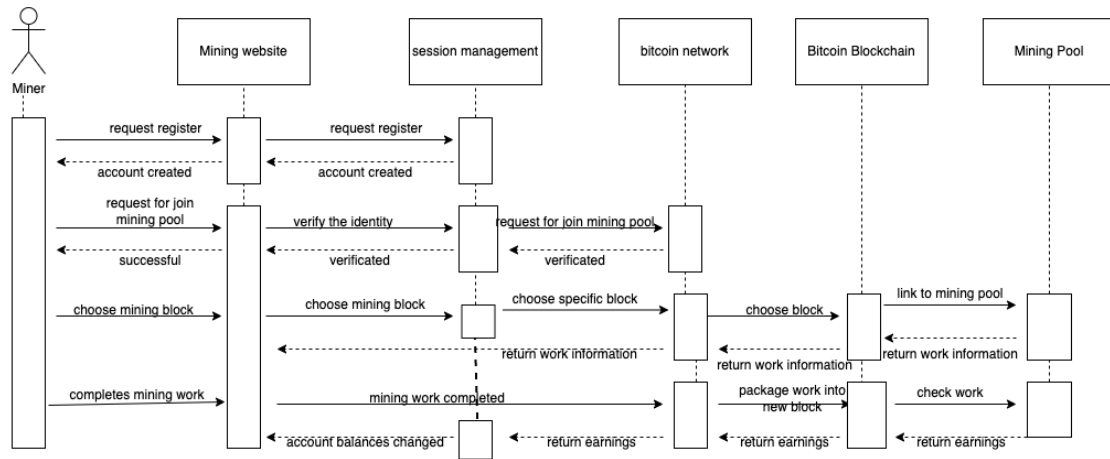 Mining website
session management
bitcoin network
Bitcoin Blockchain
Mining Pool
Miner
request register
request register
account created
account created
request for join
mining pool
verify the identity
request for join mining pool
successful
verificated
verificated
choose mining block
choose mining block
choose specific block
choose block
link to mining pool
return work information
return work information
return work information
completes mining work
mining work completed
package work into
new block
check work
account balances changed
return earnings
return earnings
return earnings